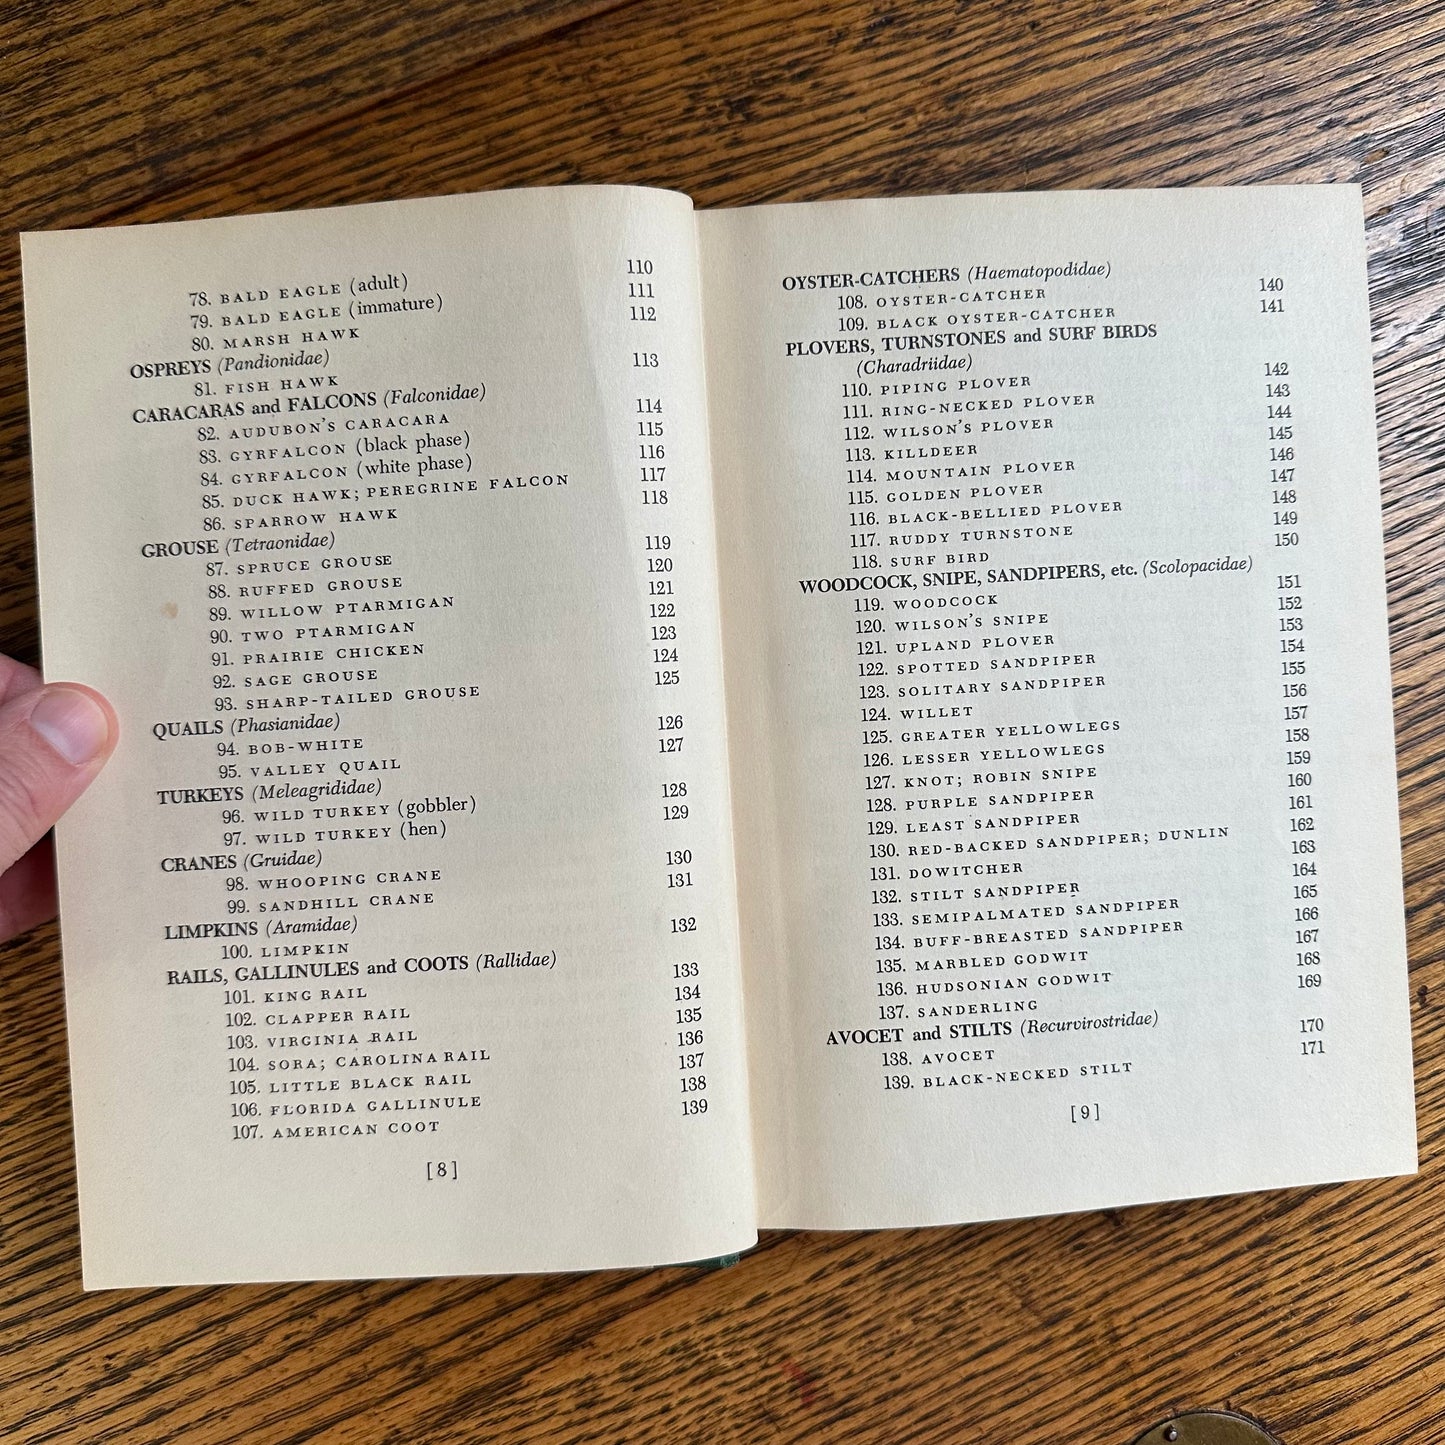 78. BALD EAGLE (adult) 110
79. BALD EAGLE (immature) 111
80. MARSH HAWK 112
OSPREYS (Pandionidae)
81. FISH HAWK 113
CARACARAS and FALCONS (Falconidae)
82. AUDUBON'S CARACARA 114
83. GYRFALCON (black phase) 115
84. GYRFALCON (white phase) 116
85. DUCK HAWK; PEREGRINE FALCON 117
86. SPARROW HAWK 118
GROUSE (Tetraonidae)
87. SPRUCE GROUSE 119
88. RUFFED GROUSE 120
89. WILLOW PTARMIGAN 121
90. TWO PTARMIGAN 122
91. PRAIRIE CHICKEN 123
92. SAGE GROUSE 124
93. SHARP-TAILED GROUSE 125
QUAILS (Phasianidae)
94. BOB-WHITE 126
95. VALLEY QUAIL 127
TURKEYS (Meleagrididae)
96. WILD TURKEY (gobbler) 128
97. WILD TURKEY (hen) 129
CRANES (Gruidae)
98. WHOOPING CRANE 130
99. SANDHILL CRANE 131
LIMPKINS (Aramidae)
100. LIMPKIN 132
RAILS, GALLINULES and COOTS (Rallidae)
101. KING RAIL 133
102. CLAPPER RAIL 134
103. VIRGINIA RAIL 135
104. SORA; CAROLINA RAIL 136
105. LITTLE BLACK RAIL 137
106. FLORIDA GALLINULE 138
107. AMERICAN COOT 139
[8]
OYSTER-CATCHERS (Haematopodidae)
108. OYSTER-CATCHER 140
109. BLACK OYSTER-CATCHER 141
PLOVERS, TURNSTONES and SURF BIRDS
(Charadriidae)
110. PIPING PLOVER 142
111. RING-NECKED PLOVER 143
112. WILSON'S PLOVER 144
113. KILLDEER 145
114. MOUNTAIN PLOVER 146
115. GOLDEN PLOVER 147
116. BLACK-BELLIED PLOVER 148
117. RUDDY TURNSTONE 149
118. SURF BIRD 150
WOODCOCK, SNIPE, SANDPIPERS, etc. (Scolopacidae)
119. WOODCOCK 151
120. WILSON'S SNIPE 152
121. UPLAND PLOVER 153
122. SPOTTED SANDPIPER 154
123. SOLITARY SANDPIPER 155
124. WILLET 156
125. GREATER YELLOWLEGS 157
126. LESSER YELLOWLEGS 158
127. KNOT; ROBIN SNIPE 159
128. PURPLE SANDPIPER 160
129. LEAST SANDPIPER 161
130. RED-BACKED SANDPIPER; DUNLIN 162
131. DOWITCHER 163
132. STILT SANDPIPER 164
133. SEMIPALMATED SANDPIPER 165
134. BUFF-BREASTED SANDPIPER 166
135. MARBLED GODWIT 167
136. HUDSONIAN GODWIT 168
137. SANDERLING 169
AVOCET and STILTS (Recurvirostridae)
138. AVOCET 170
139. BLACK-NECKED STILT 171
[9]